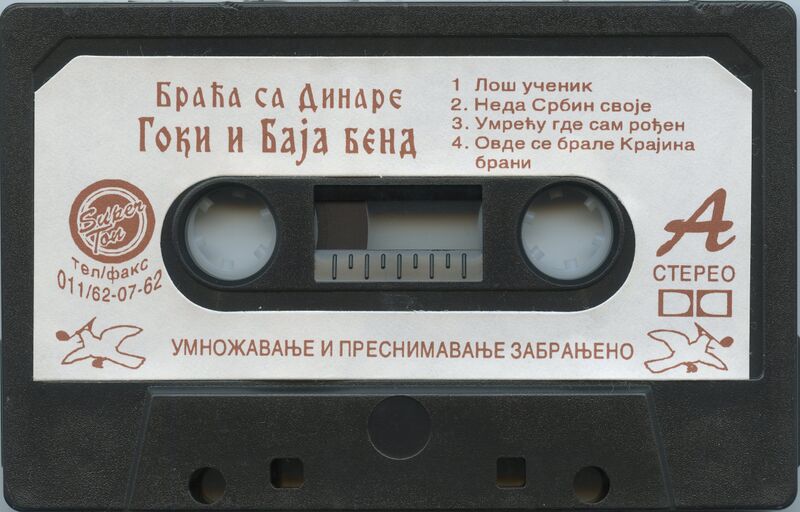 Браћа са Динаре
Гоки и Баја бенд
1 Лош ученик
2. Неда Србин своје
3. Умрећу где сам рођен
4. Овде се брале Крајина
брани
Super
Ton
тел/факс
011/62-07-62
А
СТЕРЕО
УМНОЖАВАЊЕ И ПРЕСНИМАВАЊЕ ЗАБРАЊЕНО